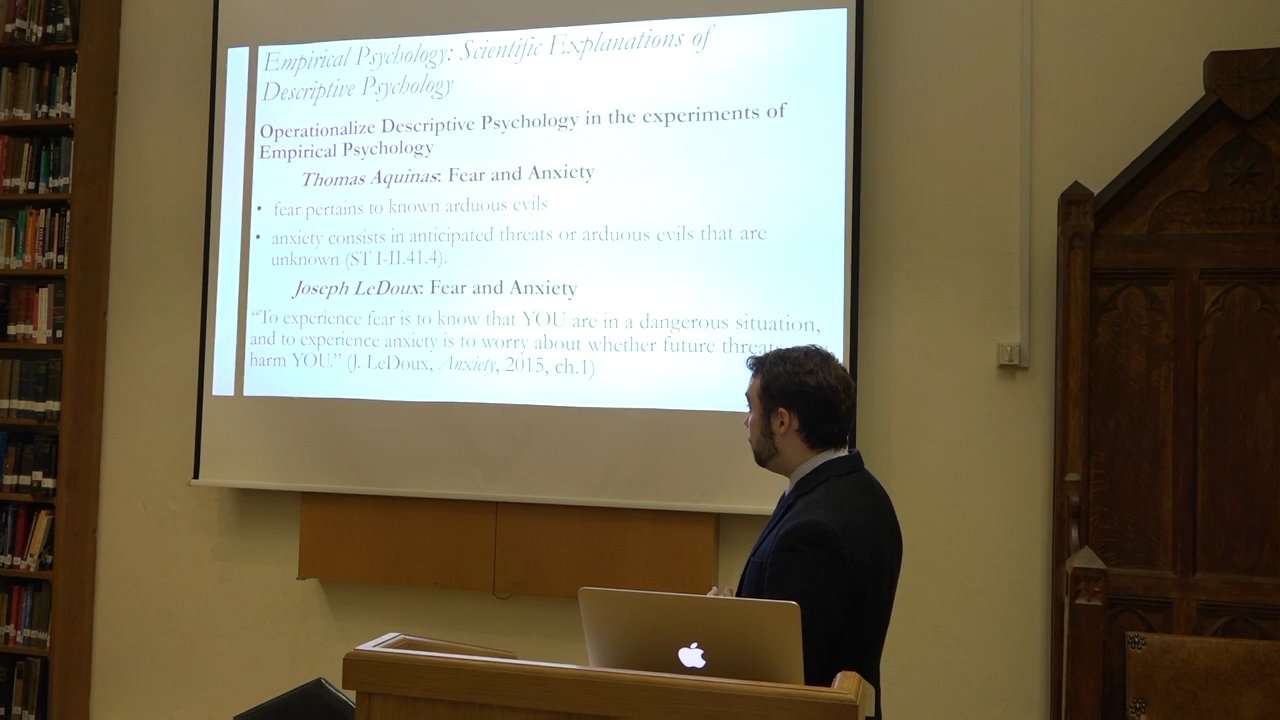 Empirical Psychology: Scientific Explanations of
Descriptive Psychology
Operationalize Descriptive Psychology in the experiments of
Empirical Psychology
Thomas Aquinas: Fear and Anxiety
• fear pertains to known arduous evils
• anxiety consists in anticipated threats or arduous evils that are
unknown (ST I-II.41.4).
Joseph LeDoux: Fear and Anxiety
“To experience fear is to know that YOU are in a dangerous situation,
and to experience anxiety is to worry about whether future threats
harm YOU.” (J. LeDoux, Anxiety, 2015, ch.1)